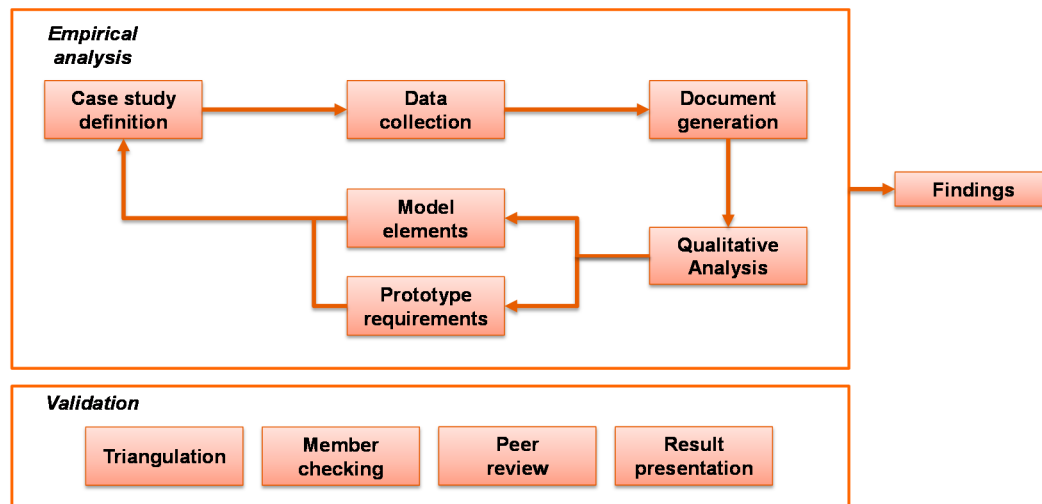 Empirical
analysis
Case study
definition
Data
collection
Document
generation
Findings
Model
elements
Qualitative
Analysis
Prototype
requirements
Validation
Triangulation
Member
checking
Peer
review
Result
presentation